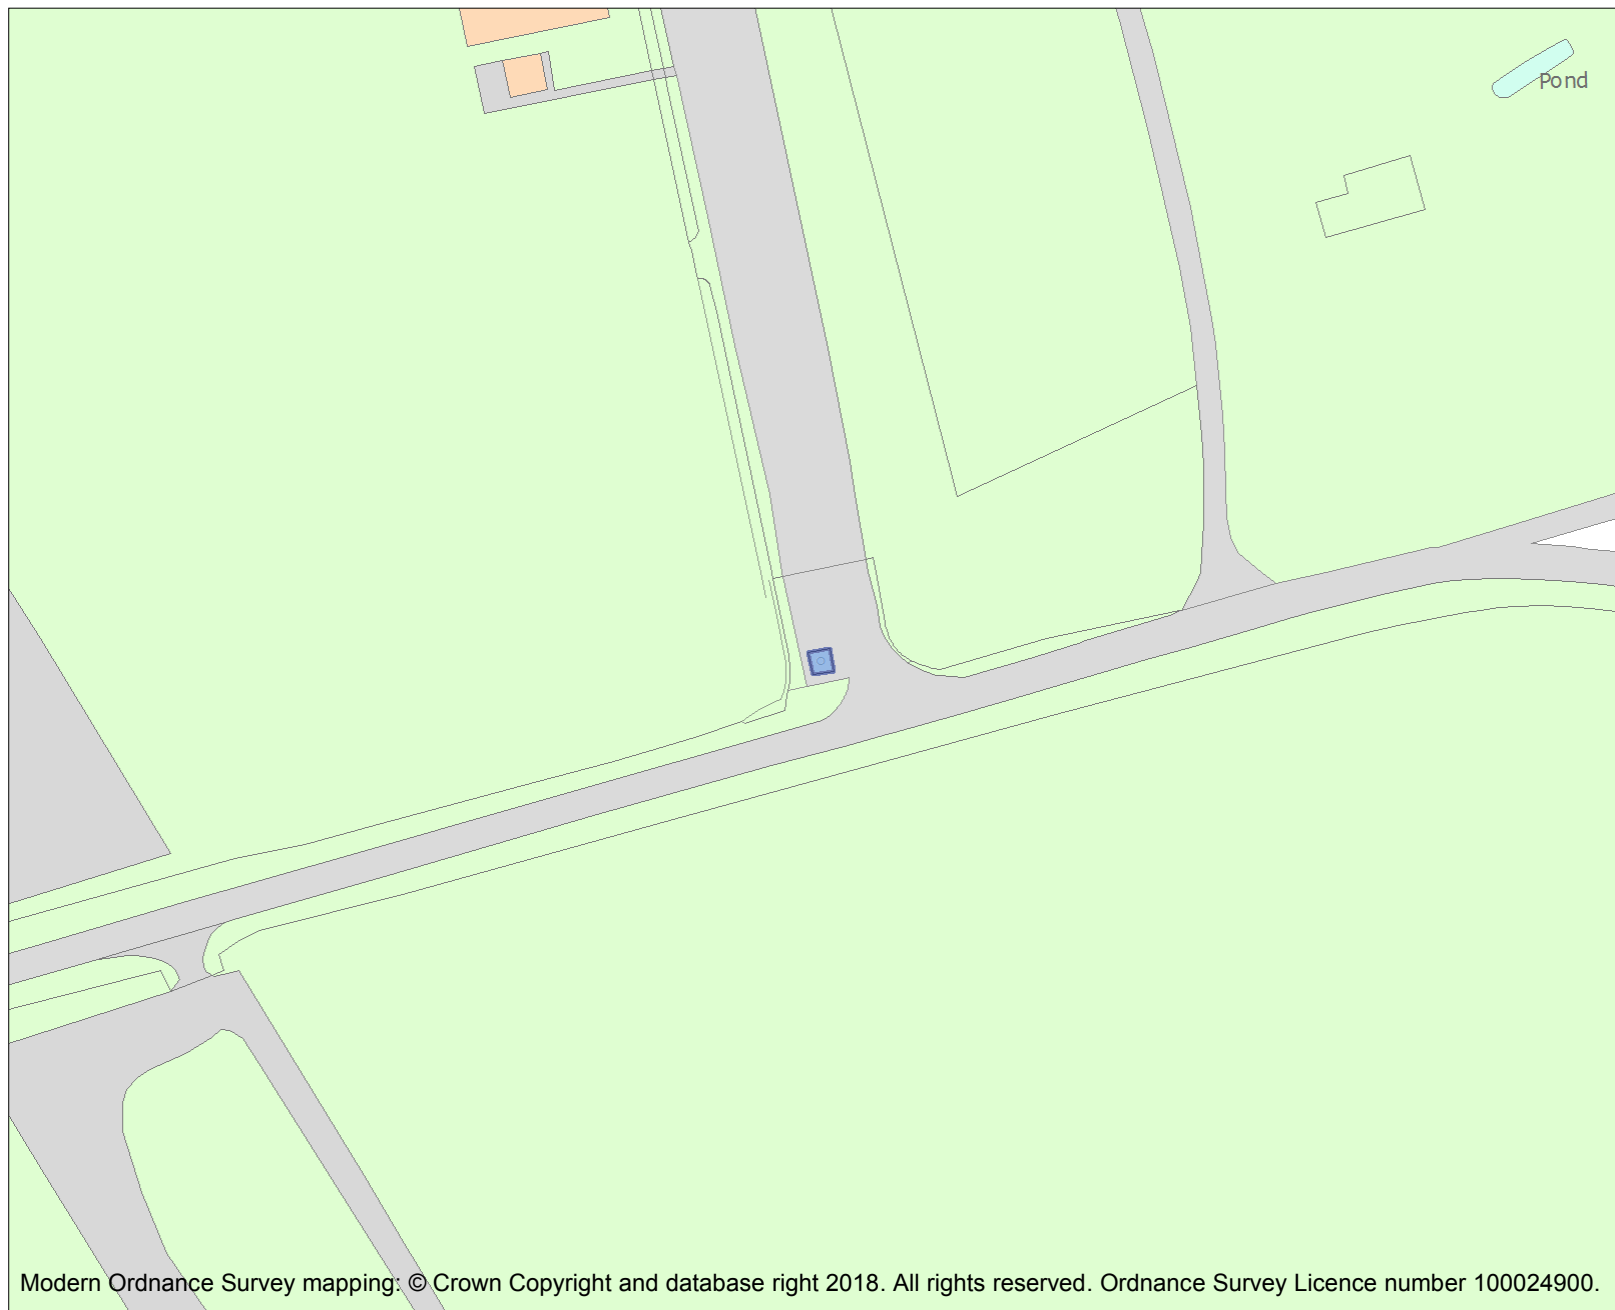 Pond
Modern Ordnance Survey mapping: © Crown Copyright and database right 2018. All rights reserved. Ordnance Survey Licence number 100024900.